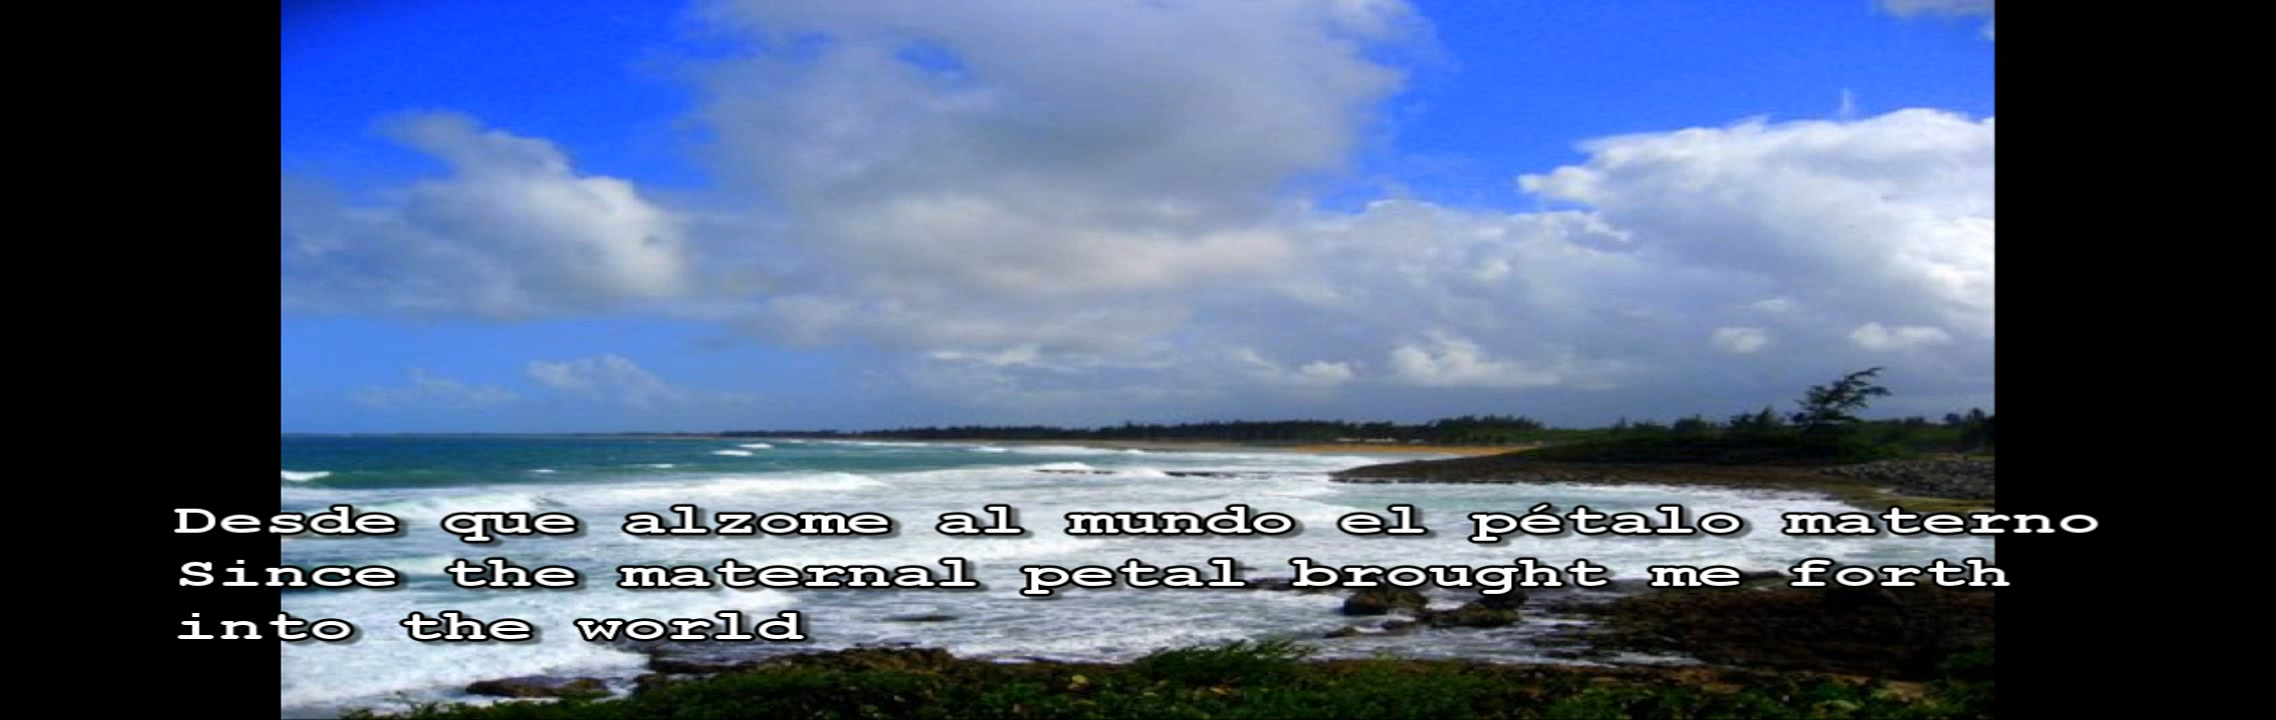 Desde que alzome al mundo el pétalo materno
Since the maternal petal brought me forth
into the world